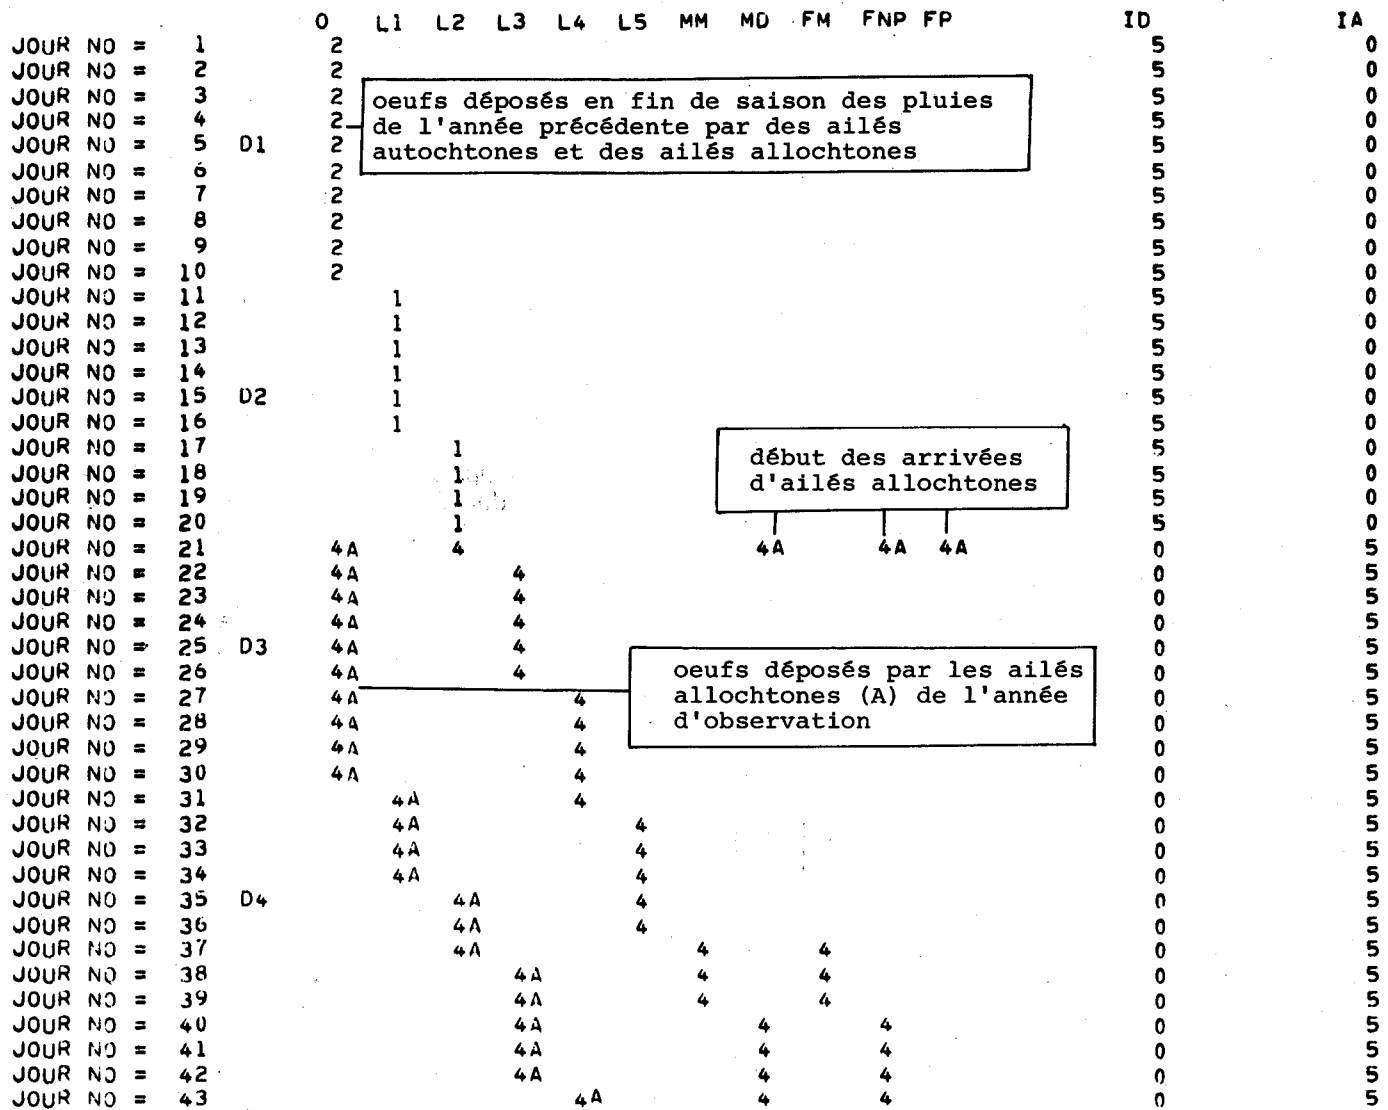 O L1 L2 L3 L4 L5 MM MD FM FNP FP ID IA
JOUR NO = 1 2 5 0
JOUR NO = 2 2 5 0
JOUR NO = 3 2 oeufs déposés en fin de saison des pluies 5 0
JOUR NO = 4 2 de l'année précédente par des ailés 5 0
JOUR NO = 5 D1 2 autochtones et des ailés allochtones 5 0
JOUR NO = 6 2 5 0
JOUR NO = 7 2 5 0
JOUR NO = 8 2 5 0
JOUR NO = 9 2 5 0
JOUR NO = 10 2 5 0
JOUR NO = 11 1 5 0
JOUR NO = 12 1 5 0
JOUR NO = 13 1 5 0
JOUR NO = 14 1 5 0
JOUR NO = 15 D2 1 5 0
JOUR NO = 16 1 5 0
JOUR NO = 17 1 début des arrivées 5 0
JOUR NO = 18 1 d'ailés allochtones 5 0
JOUR NO = 19 1 5 0
JOUR NO = 20 1 5 0
JOUR NO = 21 4A 4 4A 4A 4A 0 5
JOUR NO = 22 4A 4 0 5
JOUR NO = 23 4A 4 0 5
JOUR NO = 24 4A 4 0 5
JOUR NO = 25 D3 4A 4 0 5
JOUR NO = 26 4A 4 oeufs déposés par les ailés 0 5
JOUR NO = 27 4A 4 allochtones (A) de l'année 0 5
JOUR NO = 28 4A 4 d'observation 0 5
JOUR NO = 29 4A 4 0 5
JOUR NO = 30 4A 4 0 5
JOUR NO = 31 4A 4 0 5
JOUR NO = 32 4A 4 0 5
JOUR NO = 33 4A 4 0 5
JOUR NO = 34 4A 4 0 5
JOUR NO = 35 D4 4A 4 0 5
JOUR NO = 36 4A 4 0 5
JOUR NO = 37 4A 4 4 0 5
JOUR NO = 38 4A 4 4 0 5
JOUR NO = 39 4A 4 4 0 5
JOUR NO = 40 4A 4 4 0 5
JOUR NO = 41 4A 4 4 0 5
JOUR NO = 42 4A 4 4 0 5
JOUR NO = 43 4A 4 4 0 5